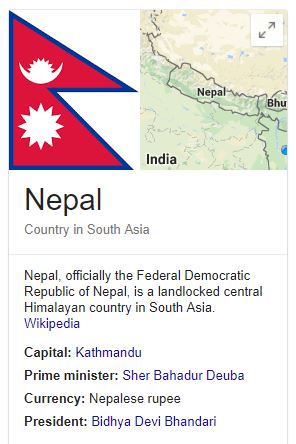 Nepal
Bhu
India
Nepal
Country in South Asia
Nepal, officially the Federal Democratic
Republic of Nepal, is a landlocked central
Himalayan country in South Asia.
Wikipedia
Capital: Kathmandu
Prime minister: Sher Bahadur Deuba
Currency: Nepalese rupee
President: Bidhya Devi Bhandari